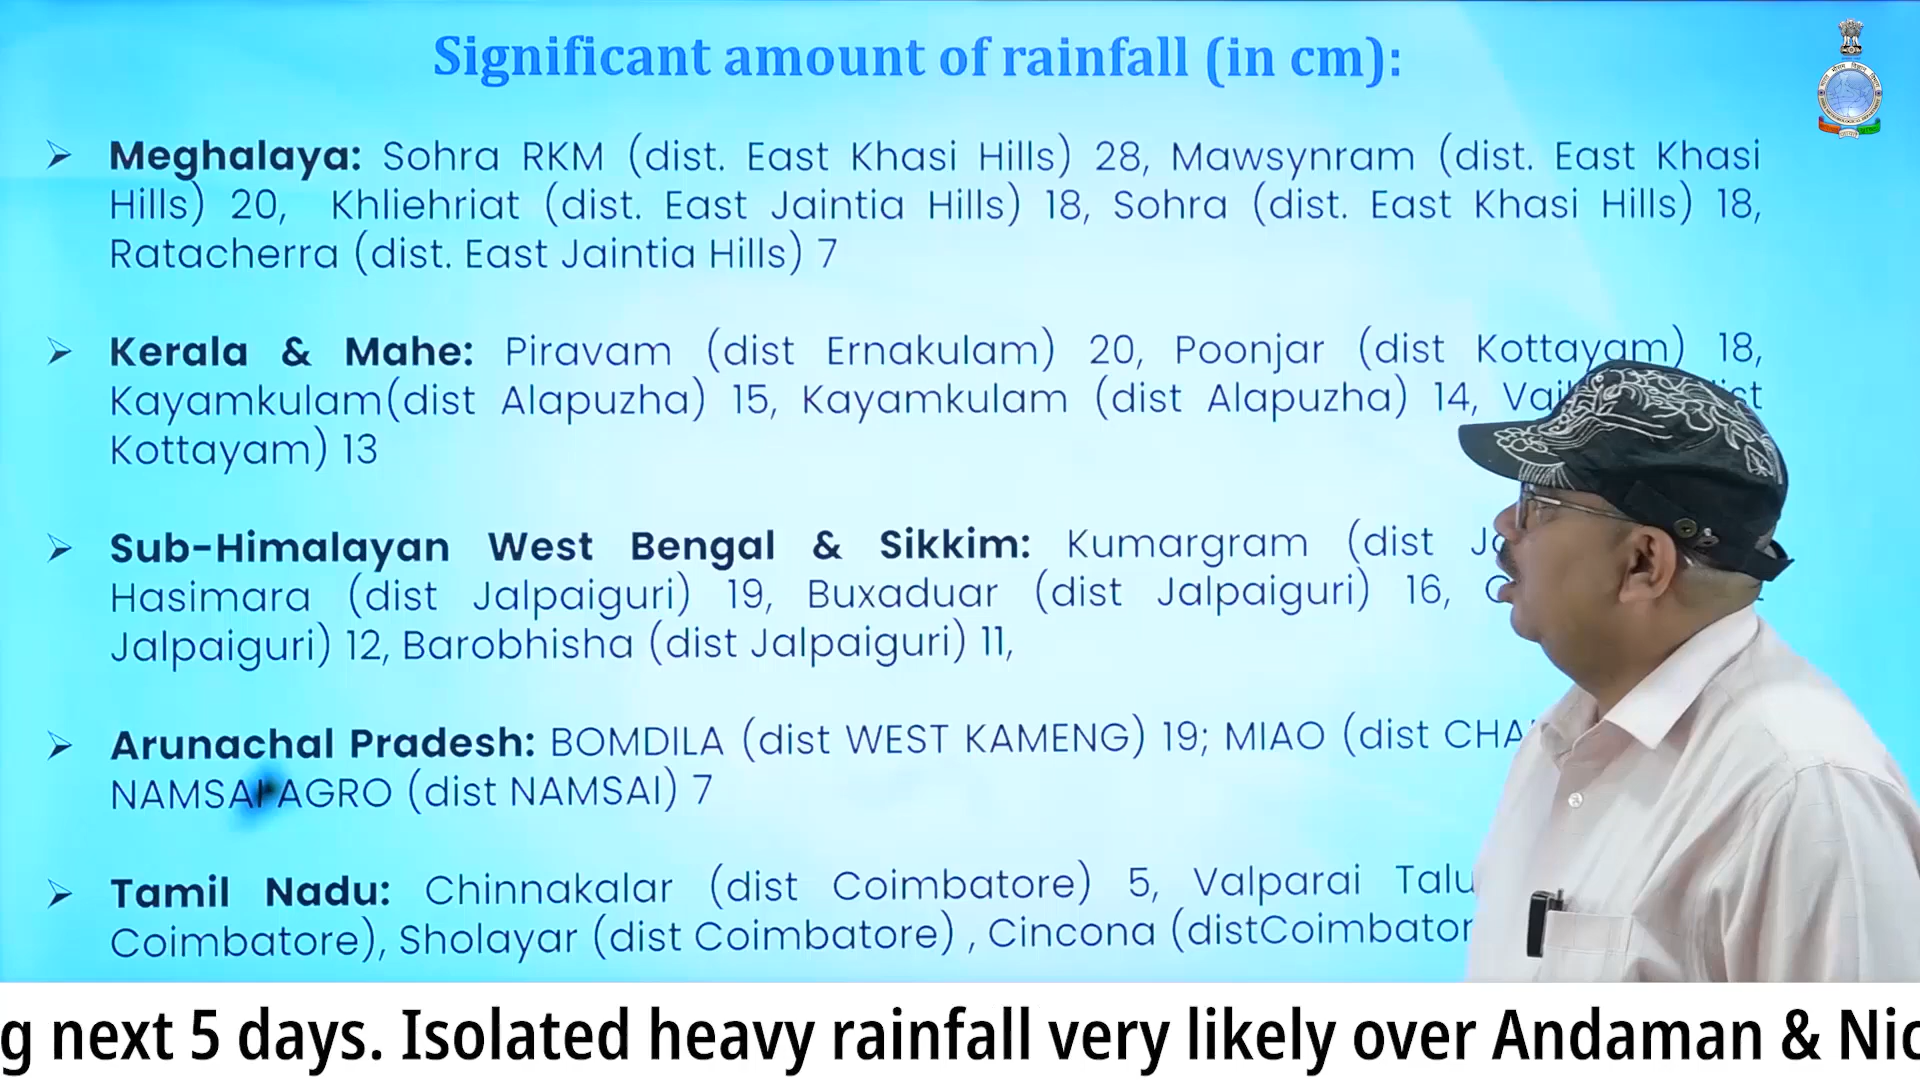 Significant amount of rainfall (in cm):
Meghalaya: Sohra RKM (dist. East Khasi Hills) 28, Mawsynram (dist. East Khasi
Hills) 20, Khliehriat (dist. East Jaintia Hills) 18, Sohra (dist. East Khasi Hills) 18,
Ratacherra (dist. East Jaintia Hills) 7
Kerala & Mahe: Piravam (dist Ernakulam) 20, Poonjar (dist Kottayam) 18,
Kayamkulam(dist Alapuzha) 15, Kayamkulam (dist Alapuzha) 14,
Kottayam) 13
Sub-Himalayan West Bengal & Sikkim: Kumargram (dist
Hasimara (dist Jalpaiguri) 19, Buxaduar (dist Jalpaiguri) 16,
Jalpaiguri) 12, Barobhisha (dist Jalpaiguri) 11,
Arunachal Pradesh: BOMDILA (dist WEST KAMENG) 19; MIAO (dist
NAMSAI AGRO (dist NAMSAI) 7
Tamil Nadu: Chinnakalar (dist Coimbatore) 5, Valparai
Coimbatore), Sholayar (dist Coimbatore) , Cincona
g next 5 days. Isolated heavy rainfall very likely over Andaman & Nic